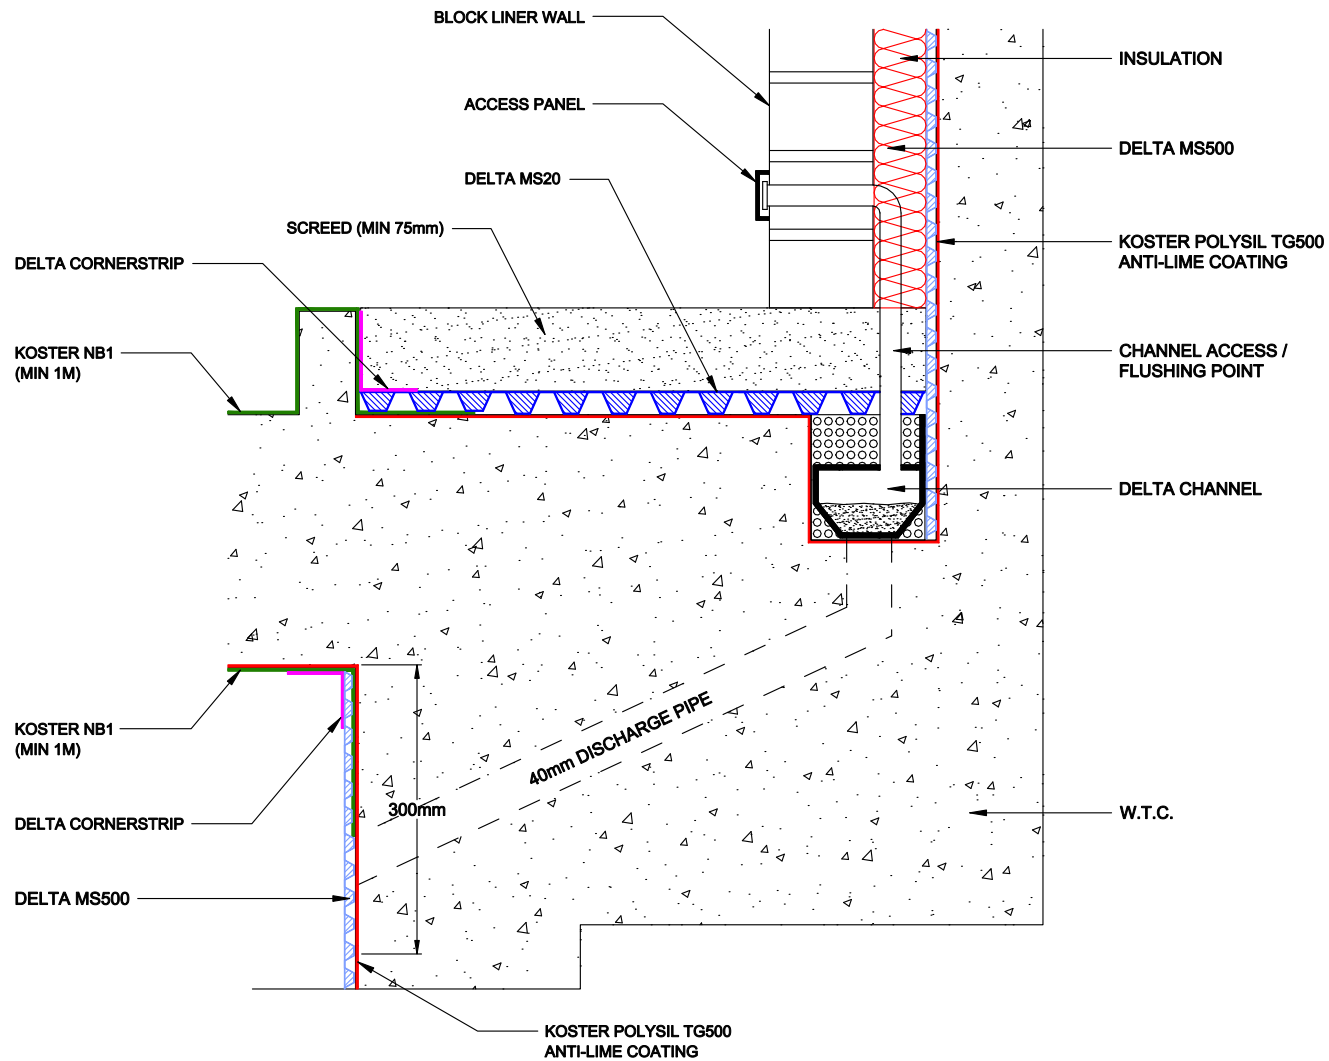 BLOCK LINER WALL
INSULATION
ACCESS PANEL
DELTA MS500
DELTA MS20
SCREED (MIN 75mm)
KOSTER POLYSIL TG500
ANTI-LIME COATING
DELTA CORNERSTRIP
KOSTER NB1
(MIN 1M)
CHANNEL ACCESS /
FLUSHING POINT
DELTA CHANNEL
40mm DISCHARGE PIPE
KOSTER NB1
(MIN 1M)
300mm
DELTA CORNERSTRIP
W.T.C.
DELTA MS500
KOSTER POLYSIL TG500
ANTI-LIME COATING